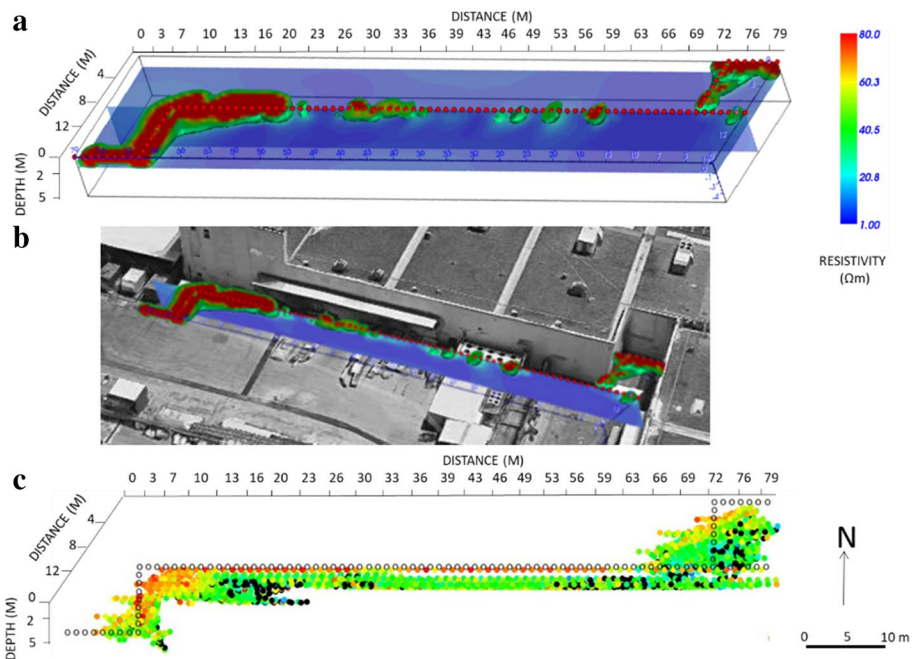 a
DISTANCE (M)
0 3 7 10 13 16 20 23 26 30 33 36 39 43 46 49 52 56 59 62 66 69 72 76 79
DISTANCE (M)
4
8
12
DEPTH (M)
0
2
5
80.0
60.3
40.5
20.8
1.00
RESISTIVITY
(Ωm)
b
c
DISTANCE (M)
0 3 7 10 13 16 20 23 26 30 33 36 39 43 46 49 53 56 59 63 66 69 72 76 79
DISTANCE (M)
4
8
12
DEPTH (M)
0
2
5
N
0 5 10 m